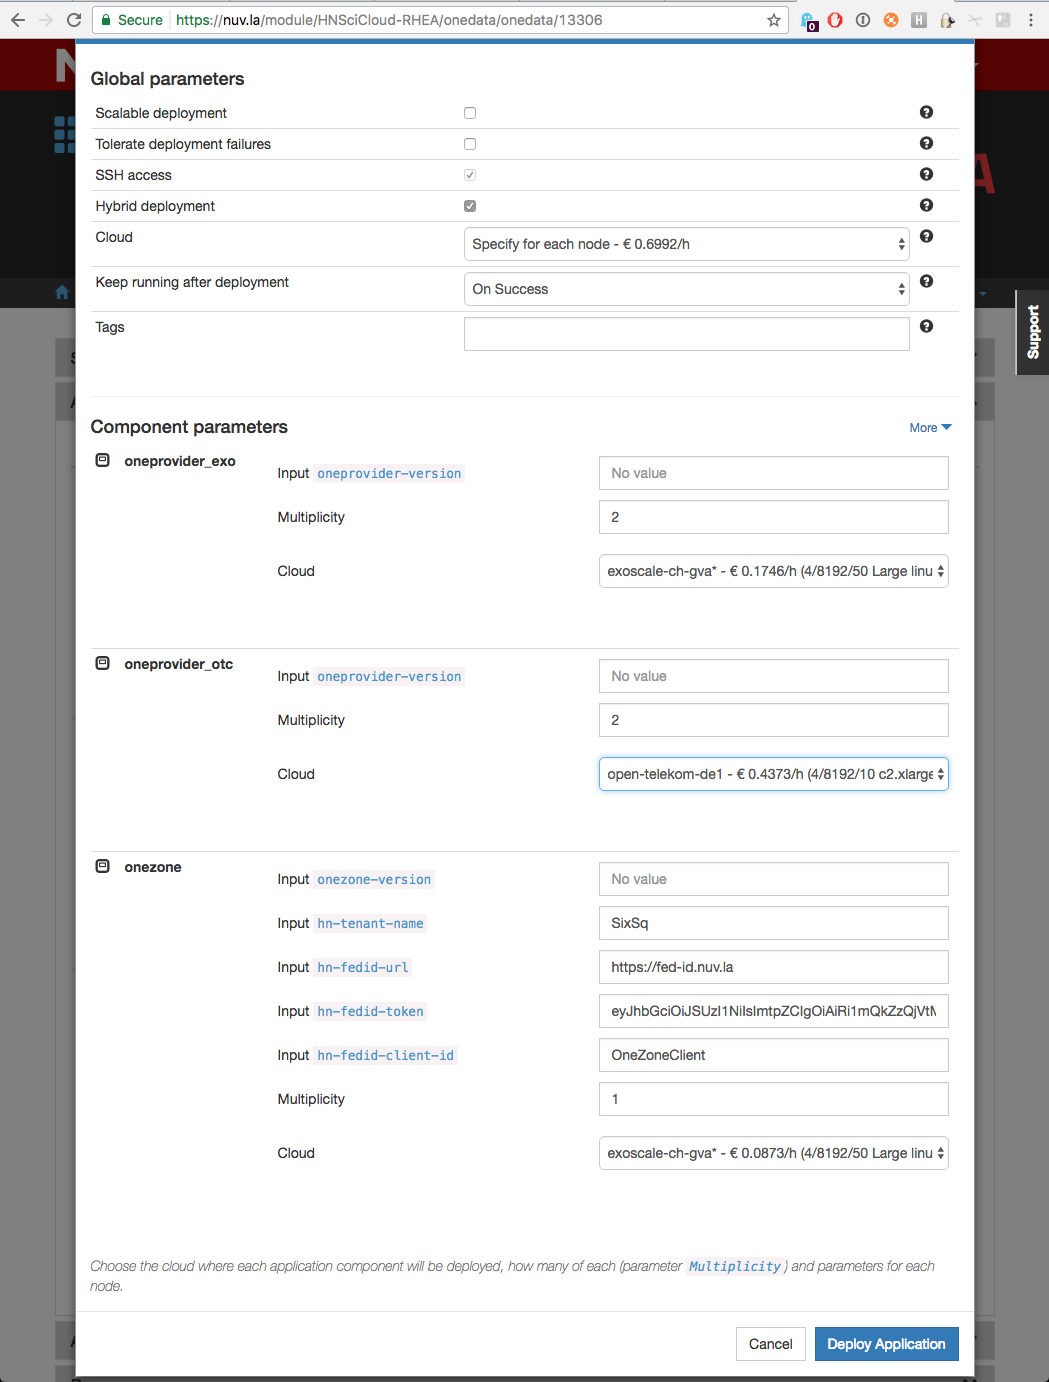 Secure https://nuv.la/module/HNSciCloud-RHEA/onedata/onedata/13306
0
H
N
A
Support
Global parameters
Scalable deployment
Tolerate deployment failures
SSH access
Hybrid deployment
Cloud Specify for each node - € 0.6992/h
Keep running after deployment On Success
Tags
Component parameters More
oneprovider_exo
Input oneprovider-version No value
Multiplicity 2
Cloud exoscale-ch-gva* - € 0.1746/h (4/8192/50 Large linu
oneprovider_otc
Input oneprovider-version No value
Multiplicity 2
Cloud open-telekom-de1 - € 0.4373/h (4/8192/10 c2.xlarge
onezone
Input onezone-version No value
Input hn-tenant-name SixSq
Input hn-fedid-url https://fed-id.nuv.la
Input hn-fedid-token
Input hn-fedid-client-id OneZoneClient
Multiplicity 1
Cloud exoscale-ch-gva* - € 0.0873/h (4/8192/50 Large linu
Choose the cloud where each application component will be deployed, how many of each (parameter Multiplicity ) and parameters for each
node.
Cancel Deploy Application